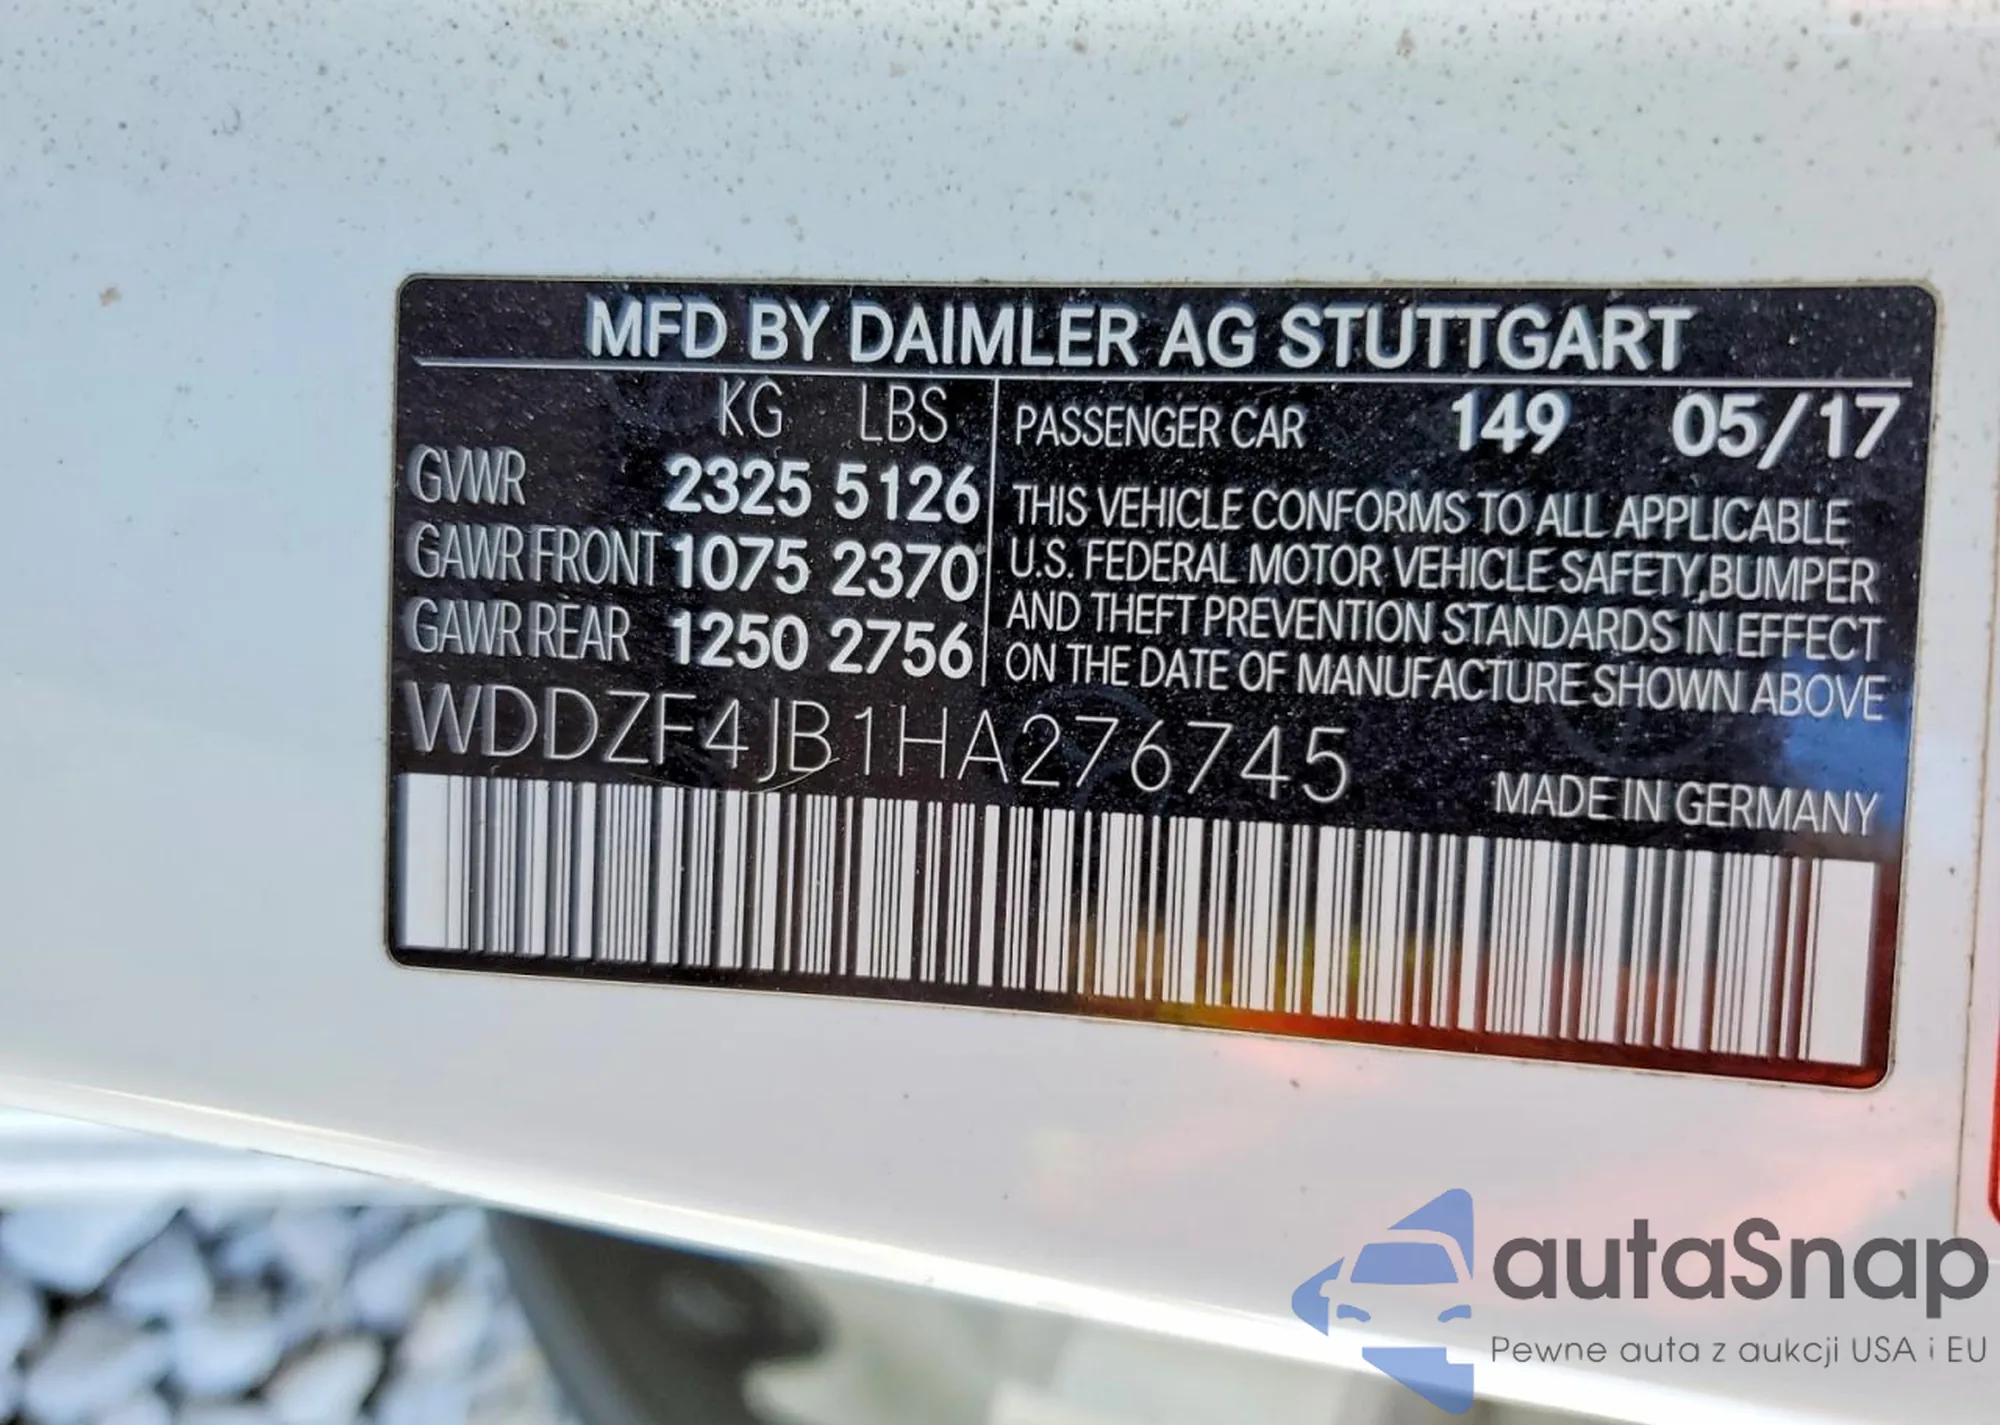 MFD BY DAIMLER AG STUTTGART
KG LBS
GVWR 2325 5126
GAWR FRONT 1075 2370
GAWR REAR 1250 2756
PASSENGER CAR 149 05/17
THIS VEHICLE CONFORMS TO ALL APPLICABLE
U.S. FEDERAL MOTOR VEHICLE SAFETY,BUMPER
AND THEFT PREVENTION STANDARDS IN EFFECT
ON THE DATE OF MANUFACTURE SHOWN ABOVE
WDDZF4JB1HA276745
MADE IN GERMANY
autaSnap
Pewne auta z aukcji USA i EU